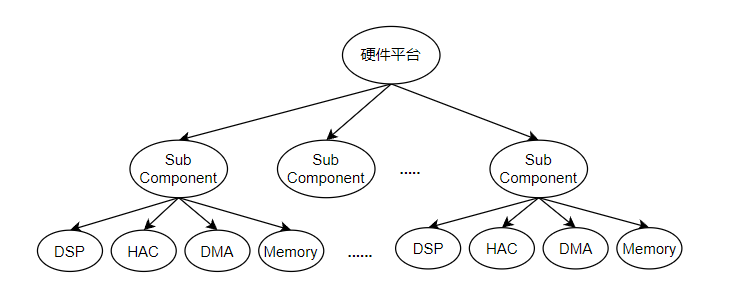 硬件平台
Sub
Component
Sub
Component
.....
Sub
Component
DSP
HAC
DMA
Memory
......
DSP
HAC
DMA
Memory